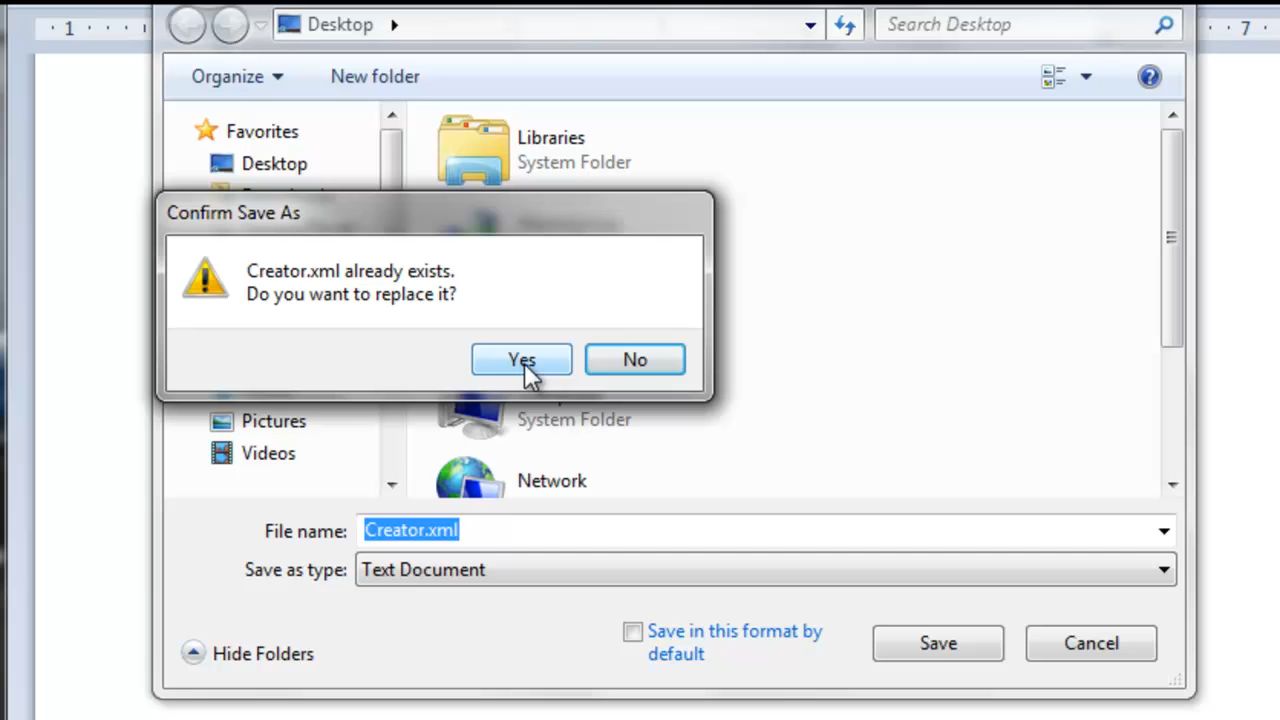 1
7
Desktop
Search Desktop
Organize
New folder
Favorites
Desktop
Libraries
System Folder
Confirm Save As
Creator.xml already exists.
Do you want to replace it?
Yes
No
Pictures
Videos
System Folder
Network
File name:
Creator.xml
Save as type:
Text Document
Save in this format by
default
Hide Folders
Save
Cancel